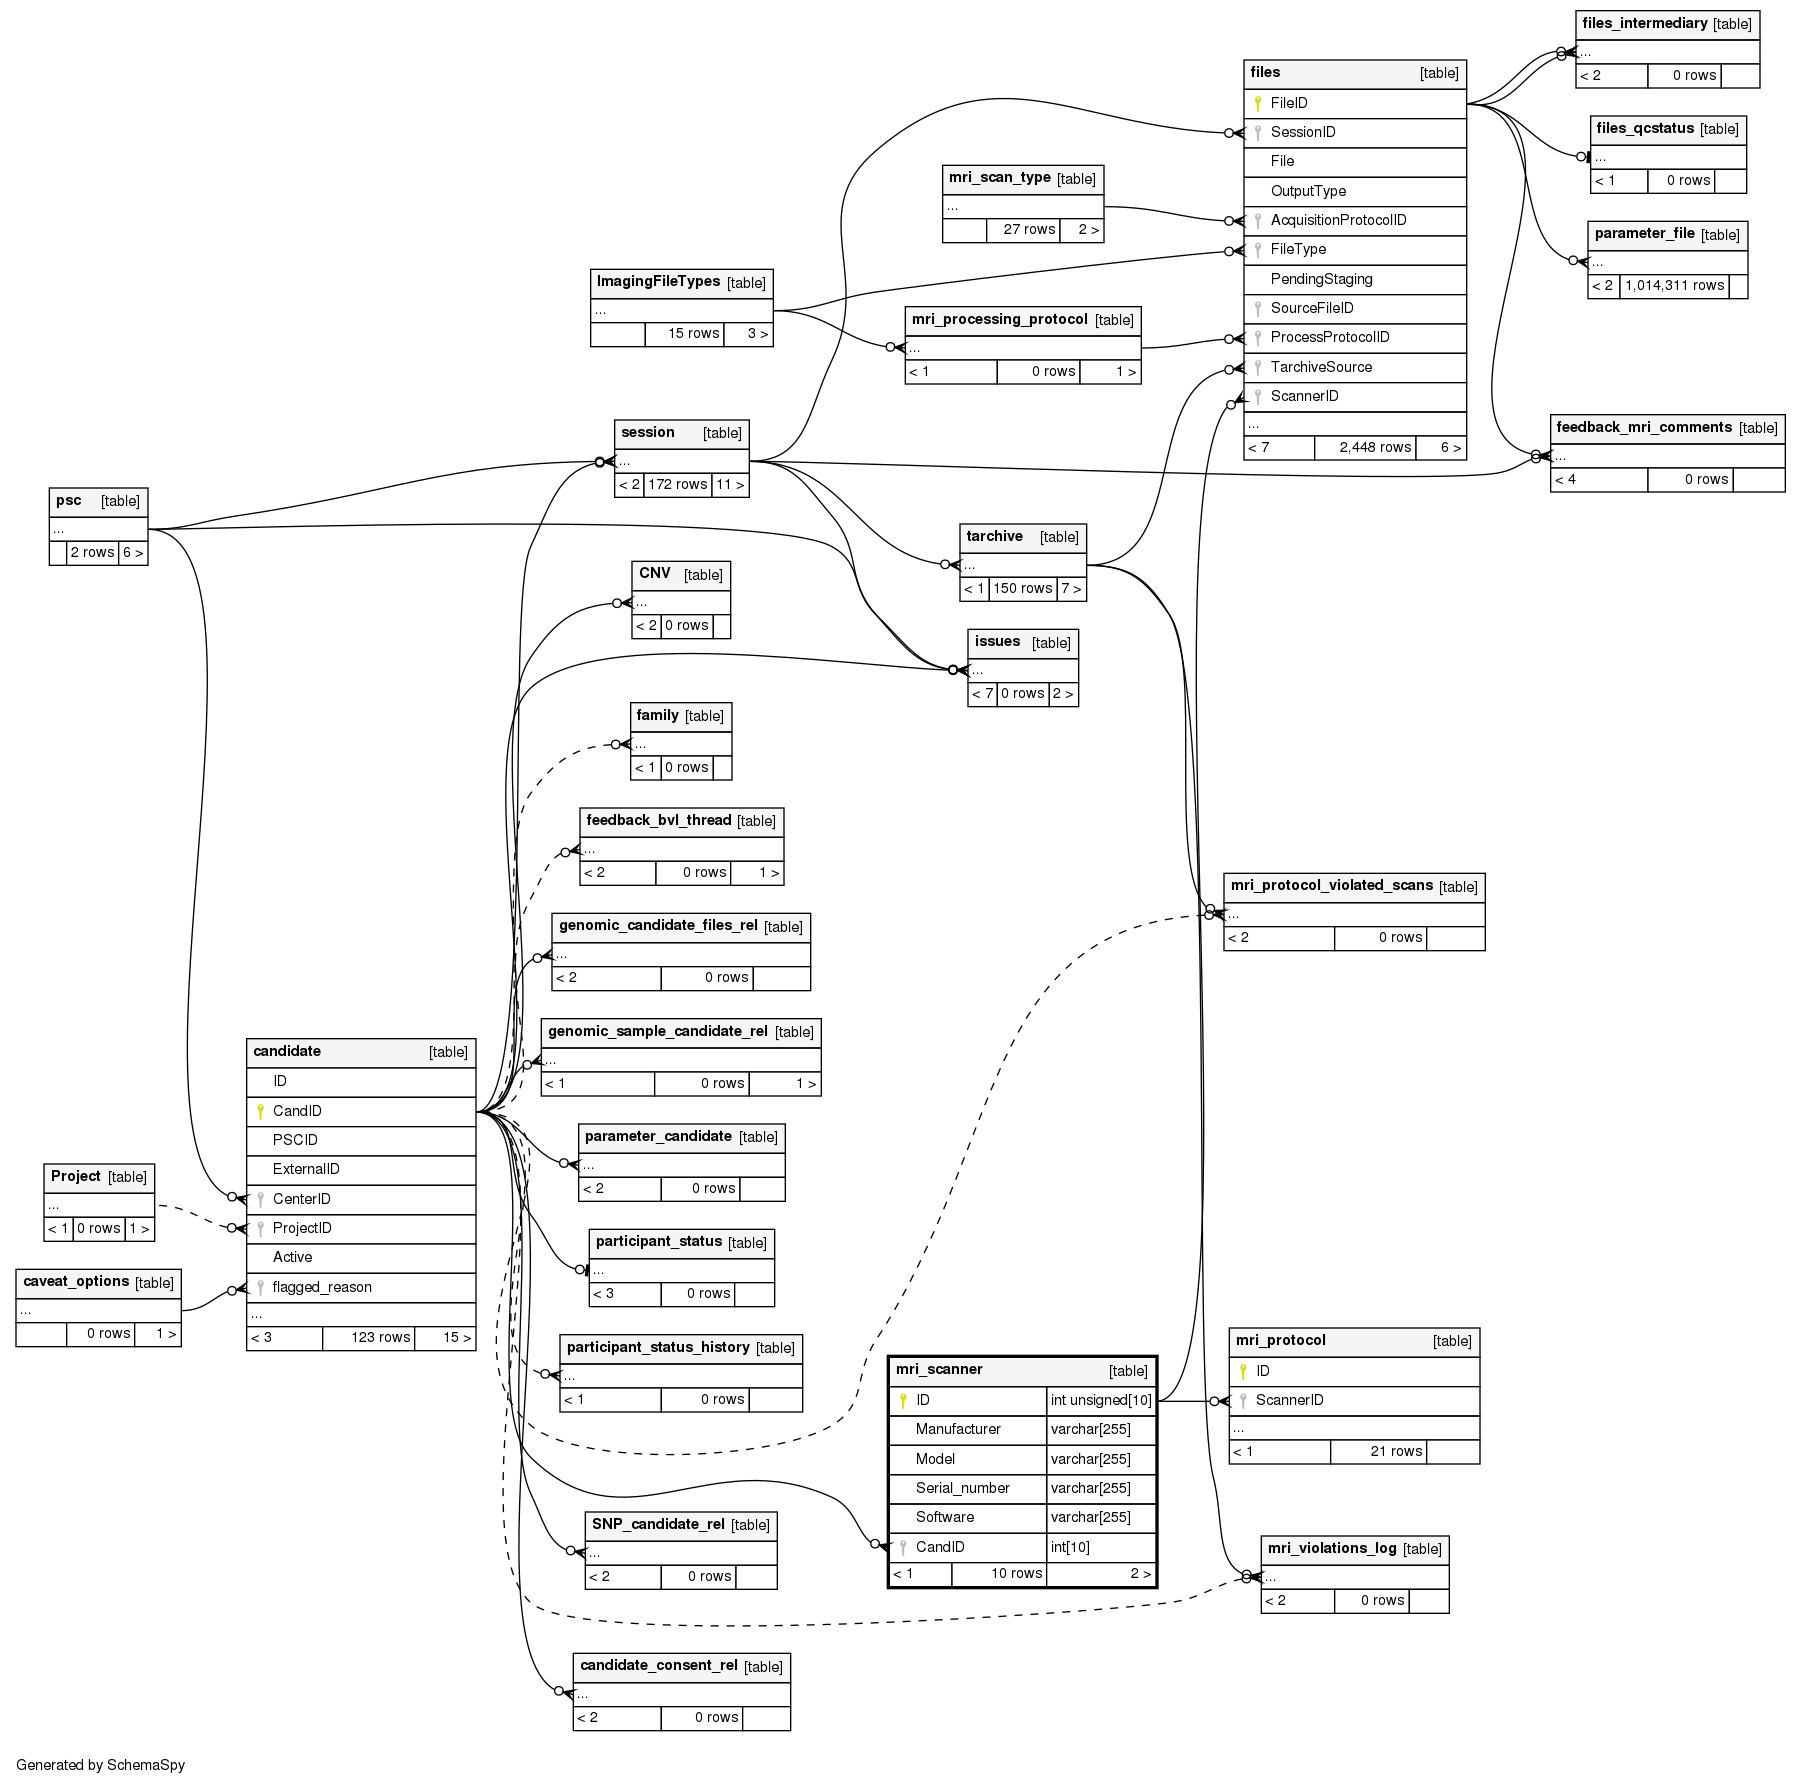 files_intermediary [table]
...
< 2 0 rows
files [table]
FileID
SessionID
File
OutputType
AcquisitionProtocolID
FileType
PendingStaging
SourceFileID
ProcessProtocolID
TarchiveSource
ScannerID
...
< 7 2,448 rows 6 >
files_qcstatus [table]
...
< 1 0 rows
mri_scan_type [table]
...
27 rows 2 >
parameter_file [table]
...
< 2 1,014,311 rows
ImagingFileTypes [table]
...
15 rows 3 >
mri_processing_protocol [table]
...
< 1 0 rows 1 >
session [table]
...
< 2 172 rows 11 >
feedback_mri_comments [table]
...
< 4 0 rows
psc [table]
...
2 rows 6 >
tarchive [table]
...
< 1 150 rows 7 >
CNV [table]
...
< 2 0 rows
issues [table]
...
< 7 0 rows 2 >
family [table]
...
< 1 0 rows
feedback_bvl_thread [table]
...
< 2 0 rows 1 >
mri_protocol_violated_scans [table]
...
< 2 0 rows
genomic_candidate_files_rel [table]
...
< 2 0 rows
genomic_sample_candidate_rel [table]
...
< 1 0 rows 1 >
candidate [table]
ID
CandID
PSCID
ExternalID
CenterID
ProjectID
Active
flagged_reason
...
< 3 123 rows 15 >
parameter_candidate [table]
...
< 2 0 rows
Project [table]
...
< 1 0 rows 1 >
participant_status [table]
...
< 3 0 rows
caveat_options [table]
...
0 rows 1 >
participant_status_history [table]
...
< 1 0 rows
mri_scanner [table]
ID int unsigned[10]
Manufacturer varchar[255]
Model varchar[255]
Serial_number varchar[255]
Software varchar[255]
CandID int[10]
< 1 10 rows 2 >
mri_protocol [table]
ID
ScannerID
...
< 1 21 rows
SNP_candidate_rel [table]
...
< 2 0 rows
mri_violations_log [table]
...
< 2 0 rows
candidate_consent_rel [table]
...
< 2 0 rows
Generated by SchemaSpy